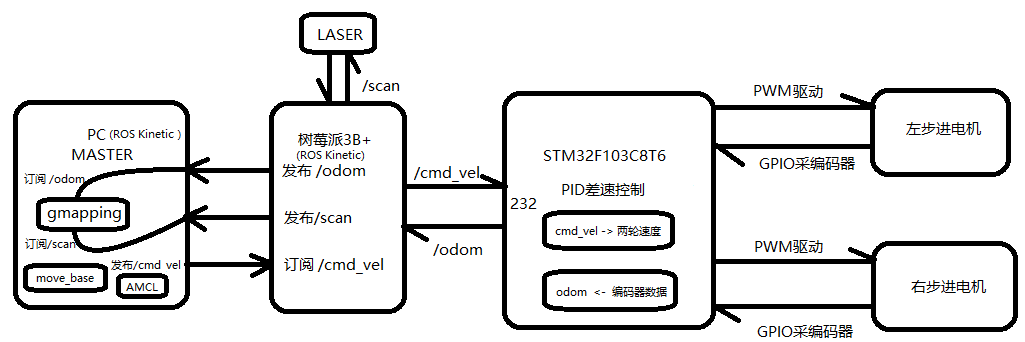 LASER
/scan
PC (ROS Kinetic )
MASTER
订阅 /odom
gmapping
订阅/scan
发布/cmd_vel
move_base
AMCL
树莓派3B+
(ROS Kinetic)
发布 /odom
发布/scan
订阅 /cmd_vel
/cmd_vel
/odom
232
STM32F103C8T6
PID差速控制
cmd_vel -> 两轮速度
odom <- 编码器数据
PWM驱动
GPIO采编码器
左步进电机
PWM驱动
GPIO采编码器
右步进电机